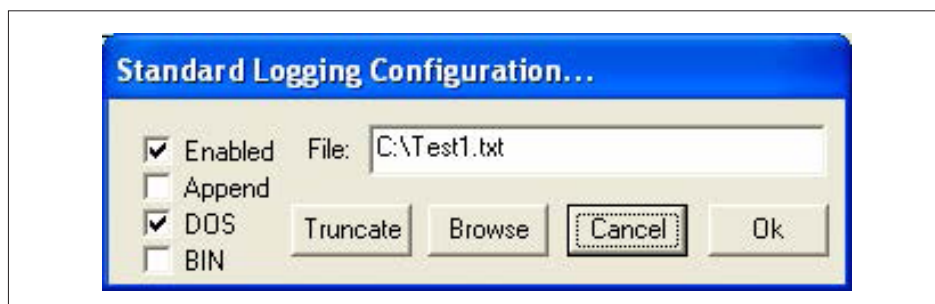 Standard Logging Configuration...
Enabled File: C:\Test1.txt
Append
DOS Truncate Browse Cancel Ok
BIN